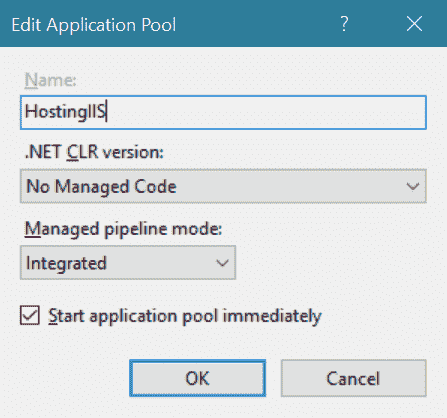 Edit Application Pool
?
Name:
HostingIIS
.NET CLR version:
No Managed Code
Managed pipeline mode:
Integrated
Start application pool immediately
OK Cancel